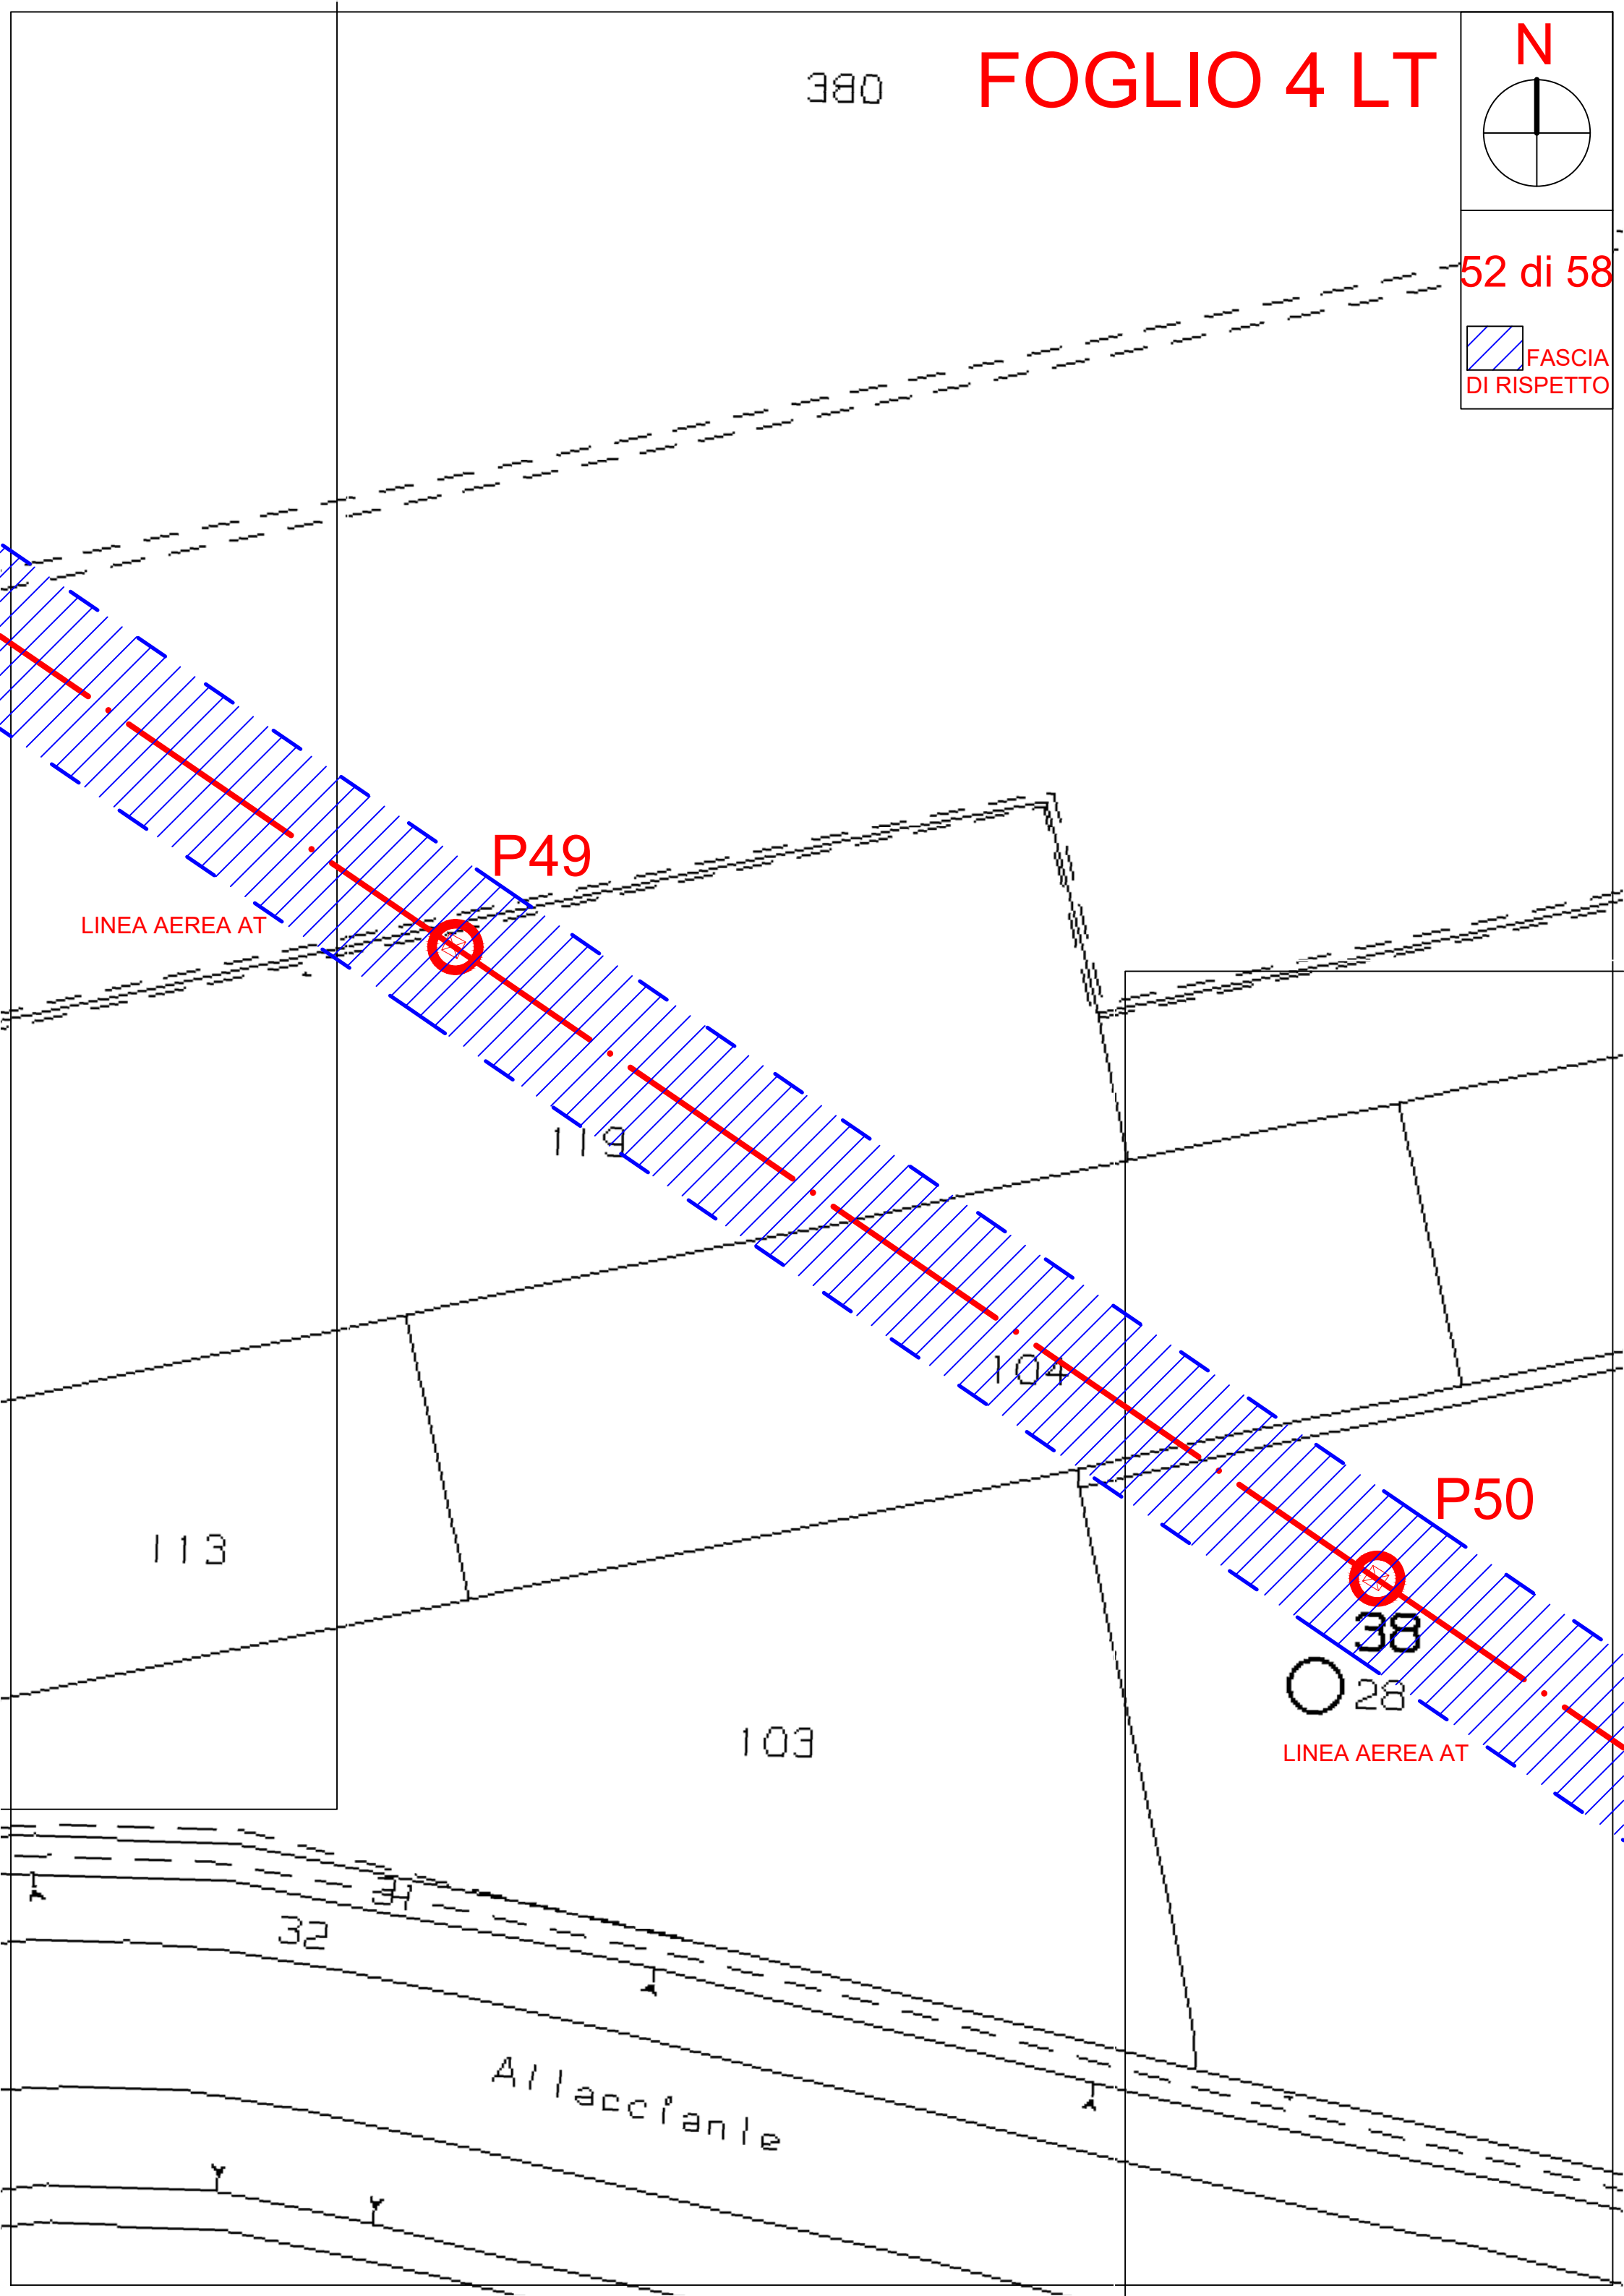 380
FOGLIO 4 LT
N
52 di 58
FASCIA
DI RISPETTO
P49
LINEA AEREA AT
119
104
P50
113
38
28
103
LINEA AEREA AT
31
32
Allacciante